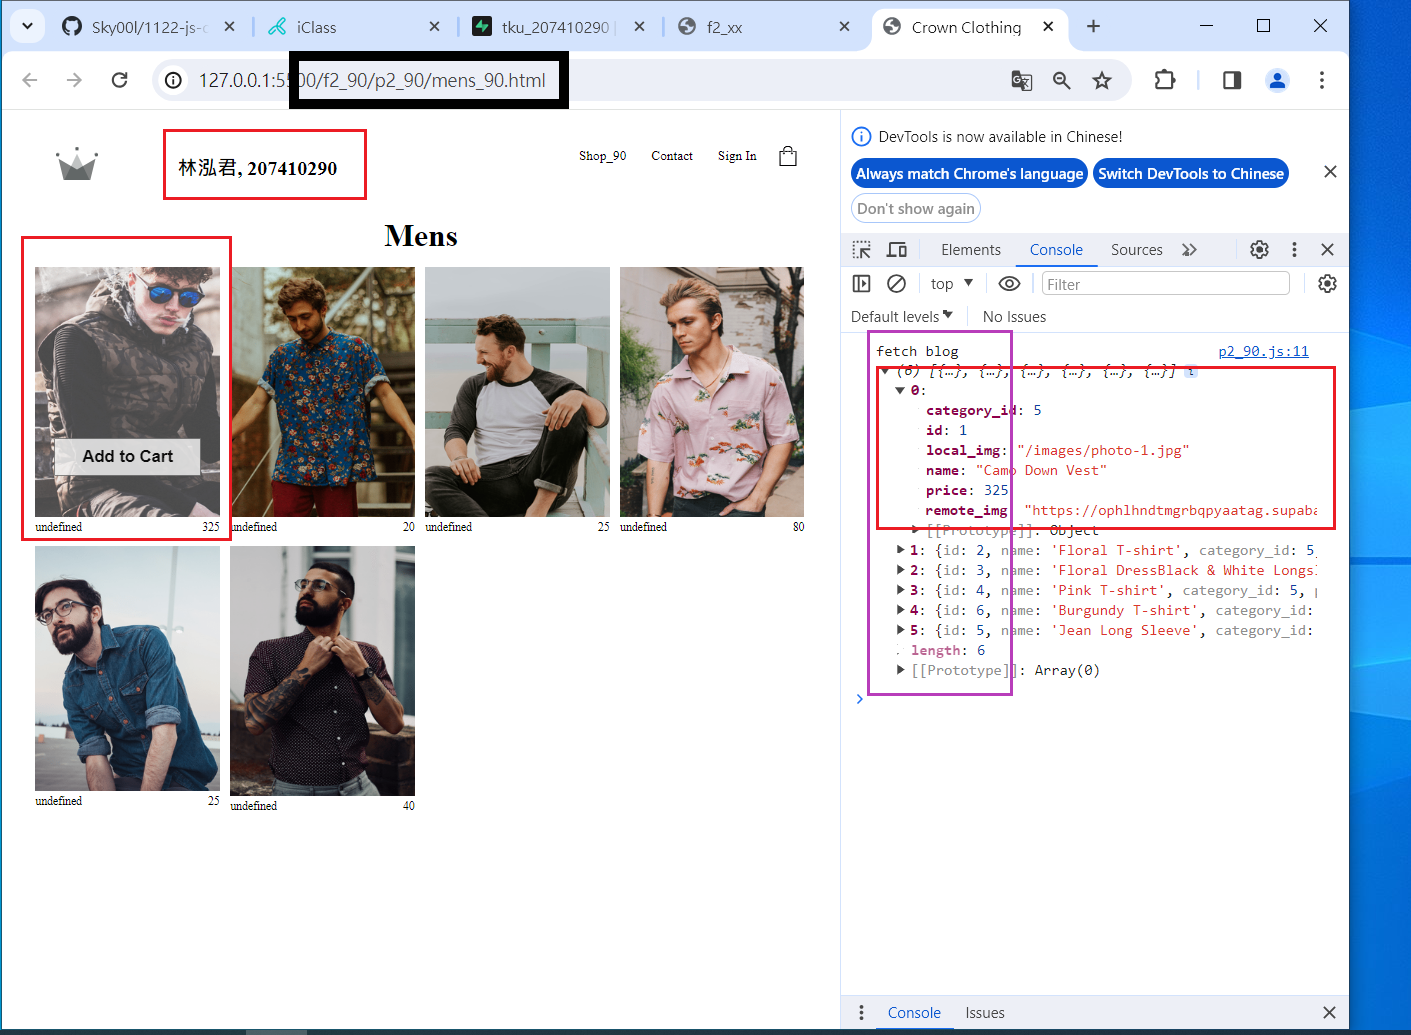 Sky00l/1122-js-c
iClass
tku_207410290 |
f2_xx
Crown Clothing
127.0.0.1:5500/f2_90/p2_90/mens_90.html
林泓君, 207410290
Shop_90
Contact
Sign In
Mens
Add to Cart
undefined 325
undefined 20
undefined 25
undefined 80
undefined 25
undefined 40
DevTools is now available in Chinese!
Always match Chrome's language
Switch DevTools to Chinese
Don't show again
Elements
Console
Sources
top
Filter
Default levels
No Issues
fetch blog p2_90.js:11
(6) [{…}, {…}, {…}, {…}, {…}, {…}]
0:
category_id: 5
id: 1
local_img: "/images/photo-1.jpg"
name: "Camo Down Vest"
price: 325
remote_img: "https://ophlhndtmgrbqpyaatag.supaba
[[Prototype]]: Object
1: {id: 2, name: 'Floral T-shirt', category_id: 5,
2: {id: 3, name: 'Floral DressBlack & White Longsl
3: {id: 4, name: 'Pink T-shirt', category_id: 5, p
4: {id: 6, name: 'Burgundy T-shirt', category_id:
5: {id: 5, name: 'Jean Long Sleeve', category_id:
length: 6
[[Prototype]]: Array(0)
Console
Issues